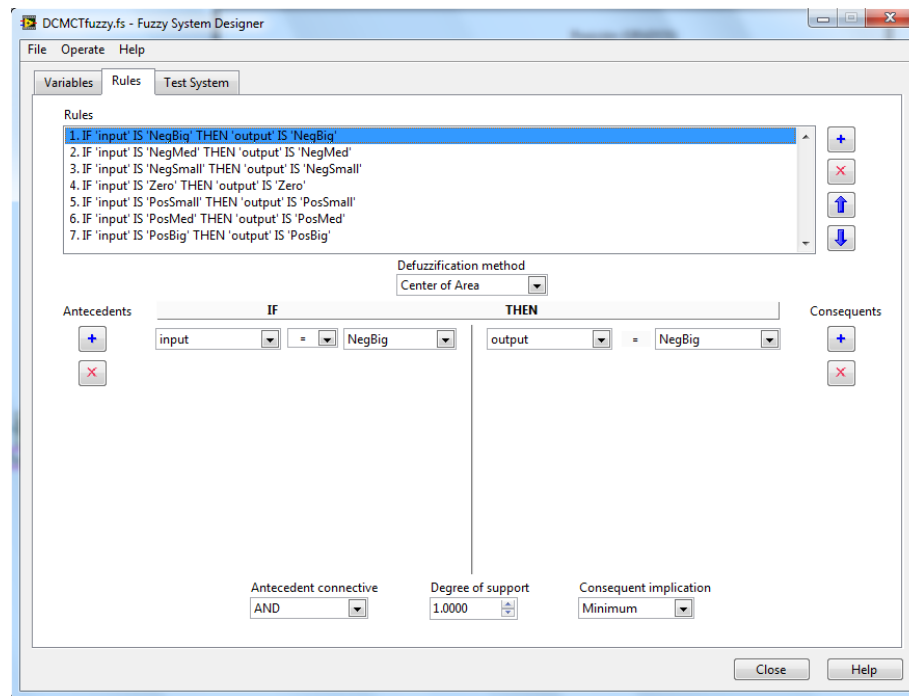 DCMCTfuzzy.fs - Fuzzy System Designer
File Operate Help
Variables Rules Test System
Rules
1. IF 'input' IS 'NegBig' THEN 'output' IS 'NegBig'
2. IF 'input' IS 'NegMed' THEN 'output' IS 'NegMed'
3. IF 'input' IS 'NegSmall' THEN 'output' IS 'NegSmall'
4. IF 'input' IS 'Zero' THEN 'output' IS 'Zero'
5. IF 'input' IS 'PosSmall' THEN 'output' IS 'PosSmall'
6. IF 'input' IS 'PosMed' THEN 'output' IS 'PosMed'
7. IF 'input' IS 'PosBig' THEN 'output' IS 'PosBig'
Defuzzification method
Center of Area
Antecedents IF THEN Consequents
input = NegBig output = NegBig
Antecedent connective Degree of support Consequent implication
AND 1.0000 Minimum
Close Help